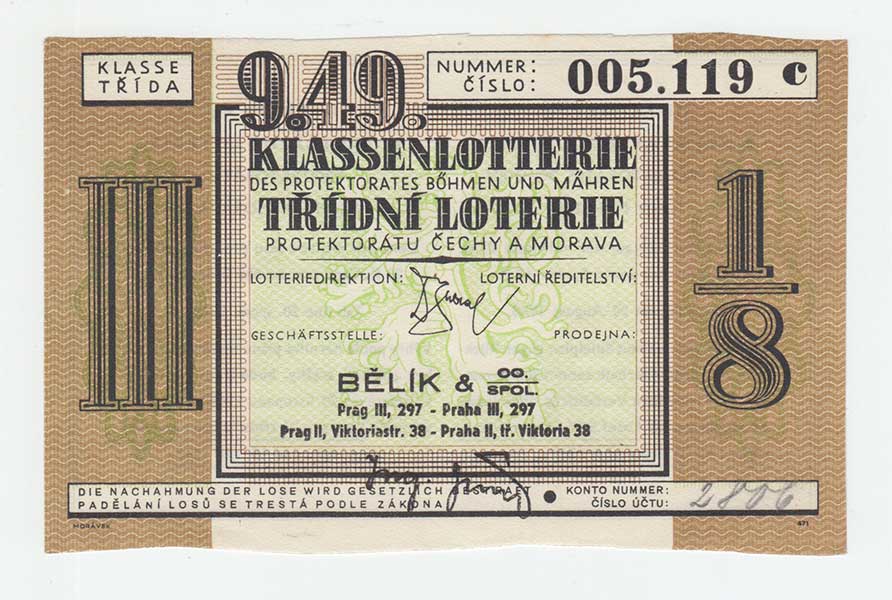 KLASSE
TŘÍDA
9.49.
O.E.
NUMMER:
ČÍSLO:
005.119 c
III
KLASSENLOTTERIE
DES PROTEKTORATES BÖHMEN UND MÄHREN
TŘÍDNÍ LOTERIE
PROTEKTORÁTU ČECHY A MORAVA
LOTTERIEDIREKTION: LOTERNÍ ŘEDITELSTVÍ:
GESCHÄFTSSTELLE: PRODEJNA:
BĚLÍK & CO.
SPOL.
Prag III, 297 - Praha III, 297
Prag II, Viktoriastr. 38 - Praha II, tř. Viktoria 38
1/8
Ing.
DIE NACHAHMUNG DER LOSE WIRD GESETZLICH BESTRAFT
PADĚLÁNÍ LOSŮ SE TRESTÁ PODLE ZÁKONA
KONTO NUMMER:
ČÍSLO ÚČTU:
2806
MORÁVEK
671